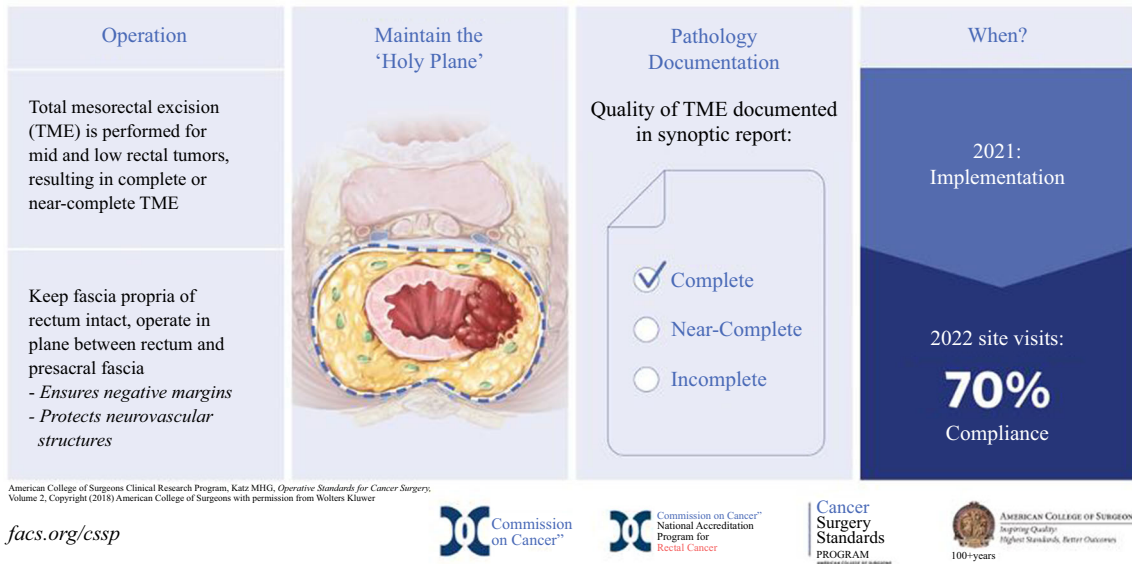 Operation
Total mesorectal excision
(TME) is performed for
mid and low rectal tumors,
resulting in complete or
near-complete TME
Keep fascia propria of
rectum intact, operate in
plane between rectum and
presacral fascia
- Ensures negative margins
- Protects neurovascular
structures
Maintain the
‘Holy Plane’
Pathology
Documentation
Quality of TME documented
in synoptic report:
Complete
Near-Complete
Incomplete
When?
2021:
Implementation
2022 site visits:
70%
Compliance
American College of Surgeons Clinical Research Program, Katz MHG, Operative Standards for Cancer Surgery,
Volume 2, Copyright (2018) American College of Surgeons with permission from Wolters Kluwer
facs.org/cssp
Commission
on Cancer”
Commission on Cancer”
National Accreditation
Program for
Rectal Cancer
Cancer
Surgery
Standards
PROGRAM
AMERICAN COLLEGE OF SURGEONS
100+years
AMERICAN COLLEGE OF SURGEON
Inspiring Quality:
Highest Standards, Better Outcomes